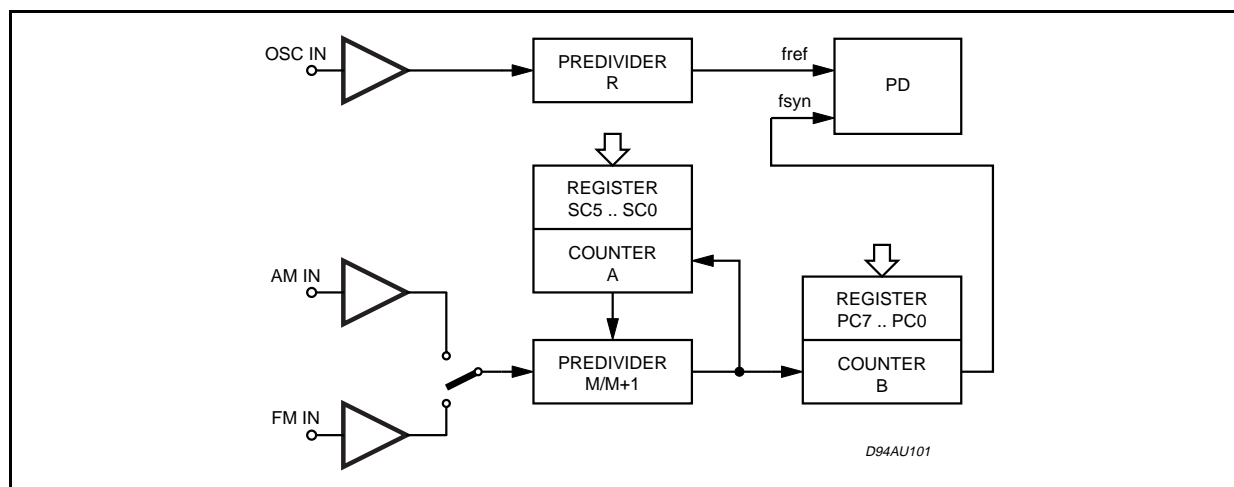 OSC IN
PREDIVIDER
R
fref
PD
fsyn
REGISTER
SC5 .. SC0
COUNTER
A
AM IN
REGISTER
PC7 .. PC0
PREDIVIDER
M/M+1
COUNTER
B
FM IN
D94AU101